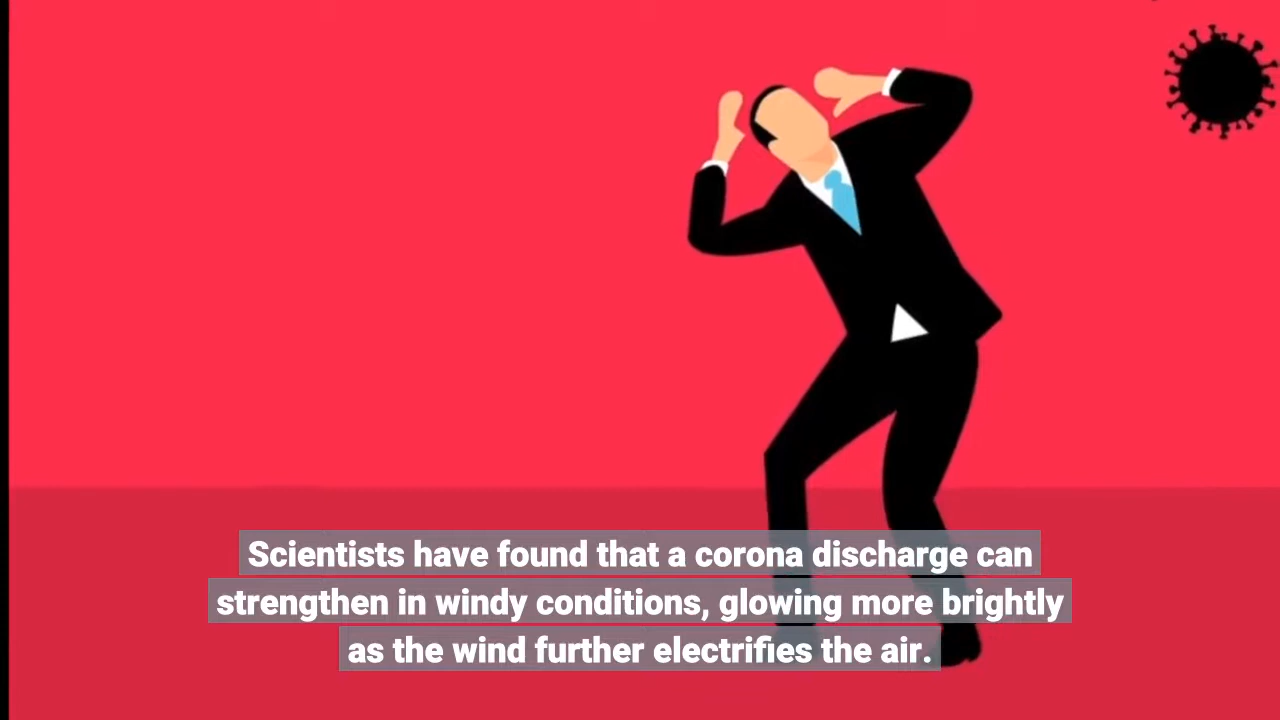 Scientists have found that a corona discharge can
strengthen in windy conditions, glowing more brightly
as the wind further electrifies the air.